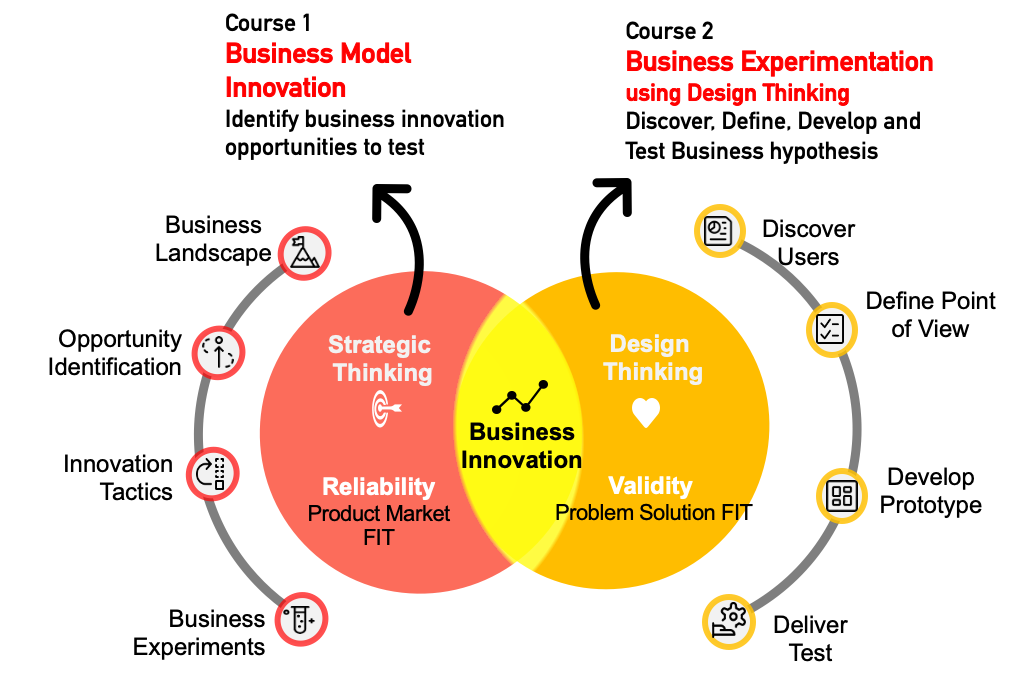 Course 1
Business Model
Innovation
Identify business innovation
opportunities to test
Course 2
Business Experimentation
using Design Thinking
Discover, Define, Develop and
Test Business hypothesis
Business
Landscape
Opportunity
Identification
Innovation
Tactics
Business
Experiments
Strategic
Thinking
Reliability
Product Market
FIT
Business
Innovation
Design
Thinking
Validity
Problem Solution FIT
Discover
Users
Define Point
of View
Develop
Prototype
Deliver
Test